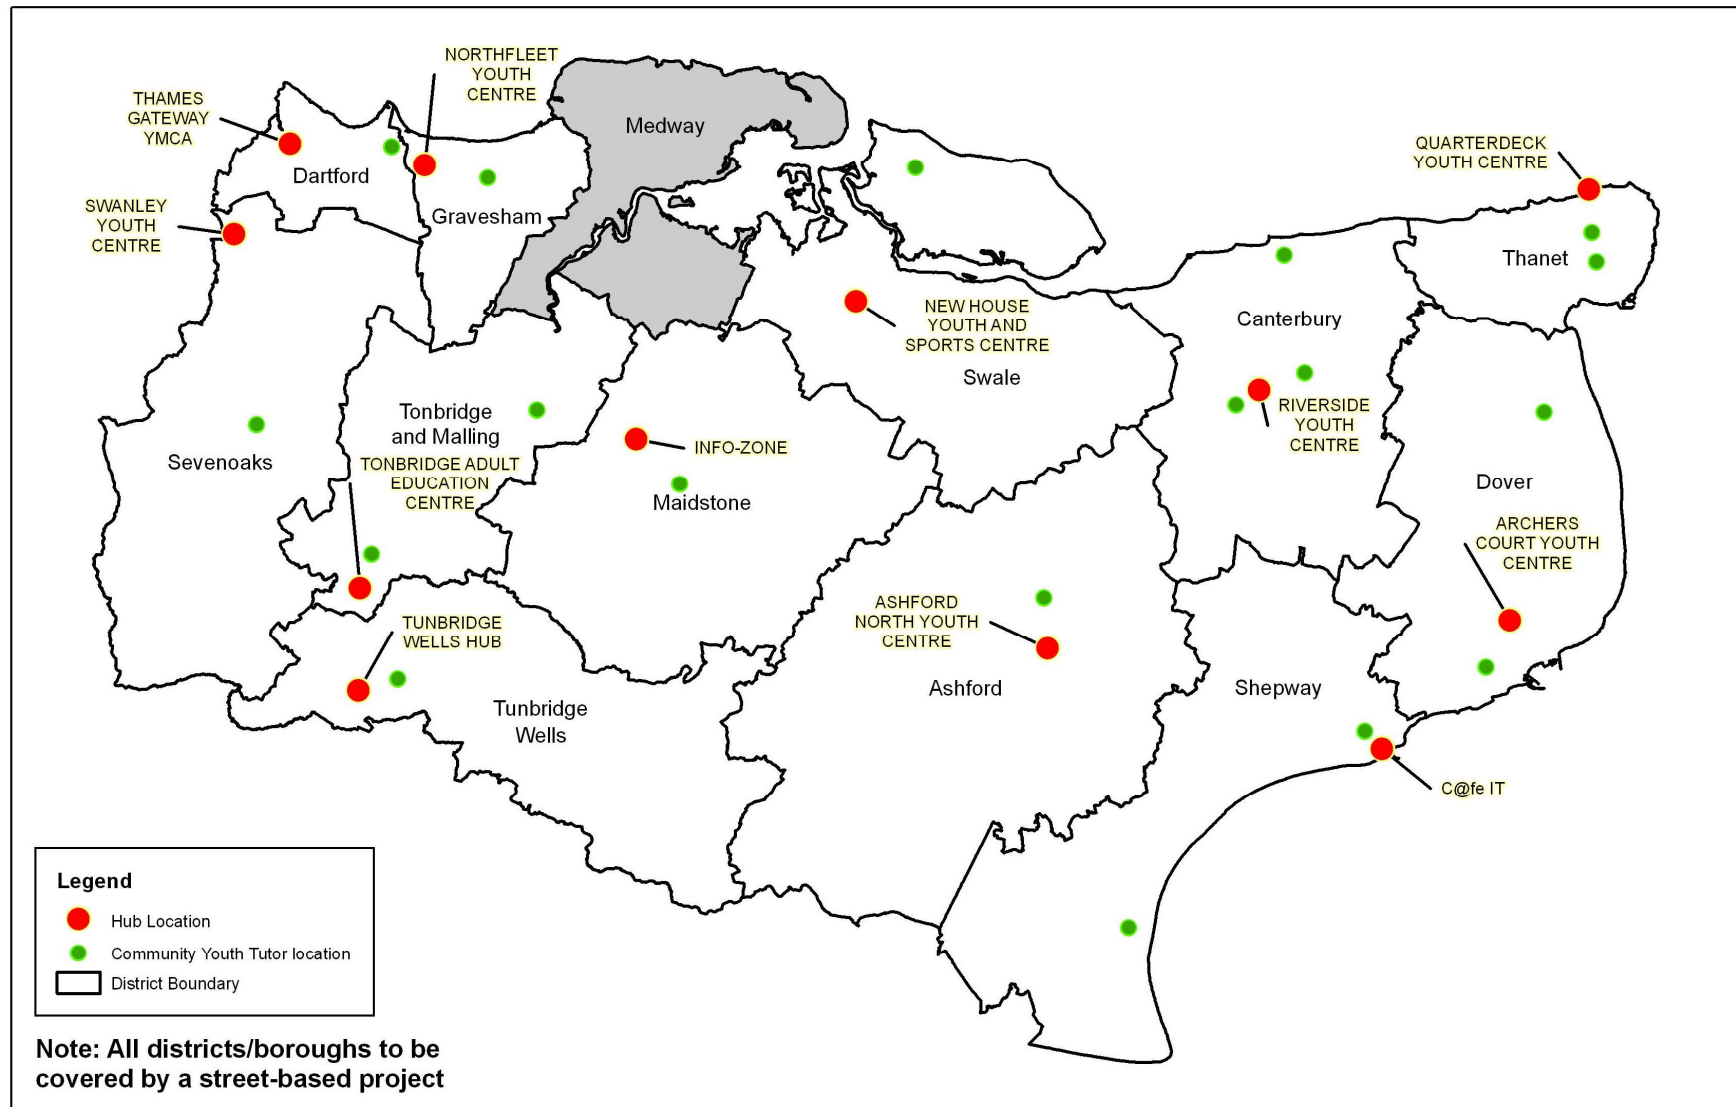 NORTHFLEET
YOUTH
CENTRE
THAMES
GATEWAY
YMCA
Medway
Dartford
Gravesham
SWANLEY
YOUTH
CENTRE
QUARTERDECK
YOUTH CENTRE
Thanet
NEW HOUSE
YOUTH AND
SPORTS CENTRE
Swale
Canterbury
RIVERSIDE
YOUTH
CENTRE
Tonbridge
and Malling
TONBRIDGE ADULT
EDUCATION
CENTRE
Sevenoaks
INFO-ZONE
Maidstone
Dover
ARCHERS
COURT YOUTH
CENTRE
TUNBRIDGE
WELLS HUB
ASHFORD
NORTH YOUTH
CENTRE
Ashford
Shepway
Tunbridge
Wells
C@fe IT
Legend
Hub Location
Community Youth Tutor location
District Boundary
Note: All districts/boroughs to be
covered by a street-based project